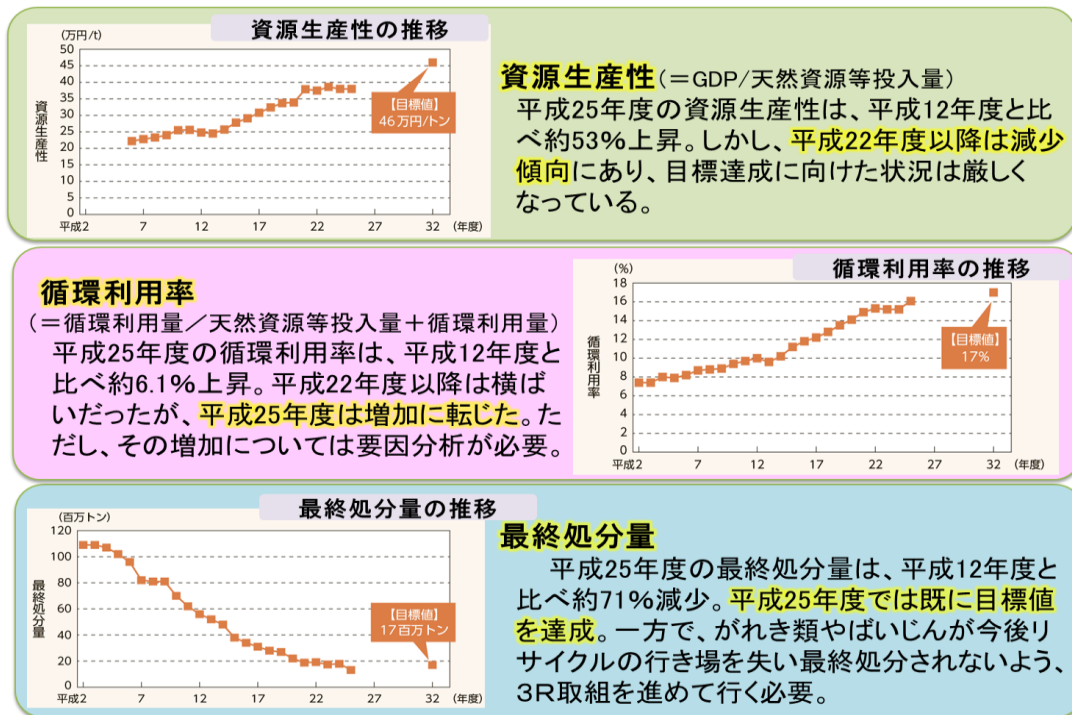 資源生産性の推移
(万円/t)
50
45
40
35
30
25
20
15
10
5
0
資源生産性
【目標値】
46万円/トン
平成2 7 12 17 22 27 32 (年度)
資源生産性(=GDP/天然資源等投入量)
平成25年度の資源生産性は、平成12年度と比
べ約53%上昇。しかし、平成22年度以降は減少
傾向にあり、目標達成に向けた状況は厳しく
なっている。
循環利用率
(=循環利用量/天然資源等投入量+循環利用量)
平成25年度の循環利用率は、平成12年度と
比べ約6.1%上昇。平成22年度以降は横ば
いだったが、平成25年度は増加に転じた。た
だし、その増加については要因分析が必要。
循環利用率の推移
(%)
18
16
14
12
10
8
6
4
2
0
循環利用率
【目標値】
17%
平成2 7 12 17 22 27 32 (年度)
最終処分量の推移
(百万トン)
120
100
80
60
40
20
0
最終処分量
【目標値】
17百万トン
平成2 7 12 17 22 27 32 (年度)
最終処分量
平成25年度の最終処分量は、平成12年度と
比べ約71%減少。平成25年度では既に目標値
を達成。一方で、がれき類やばいじんが今後リ
サイクルの行き場を失い最終処分されないよう、
3R取組を進めて行く必要。